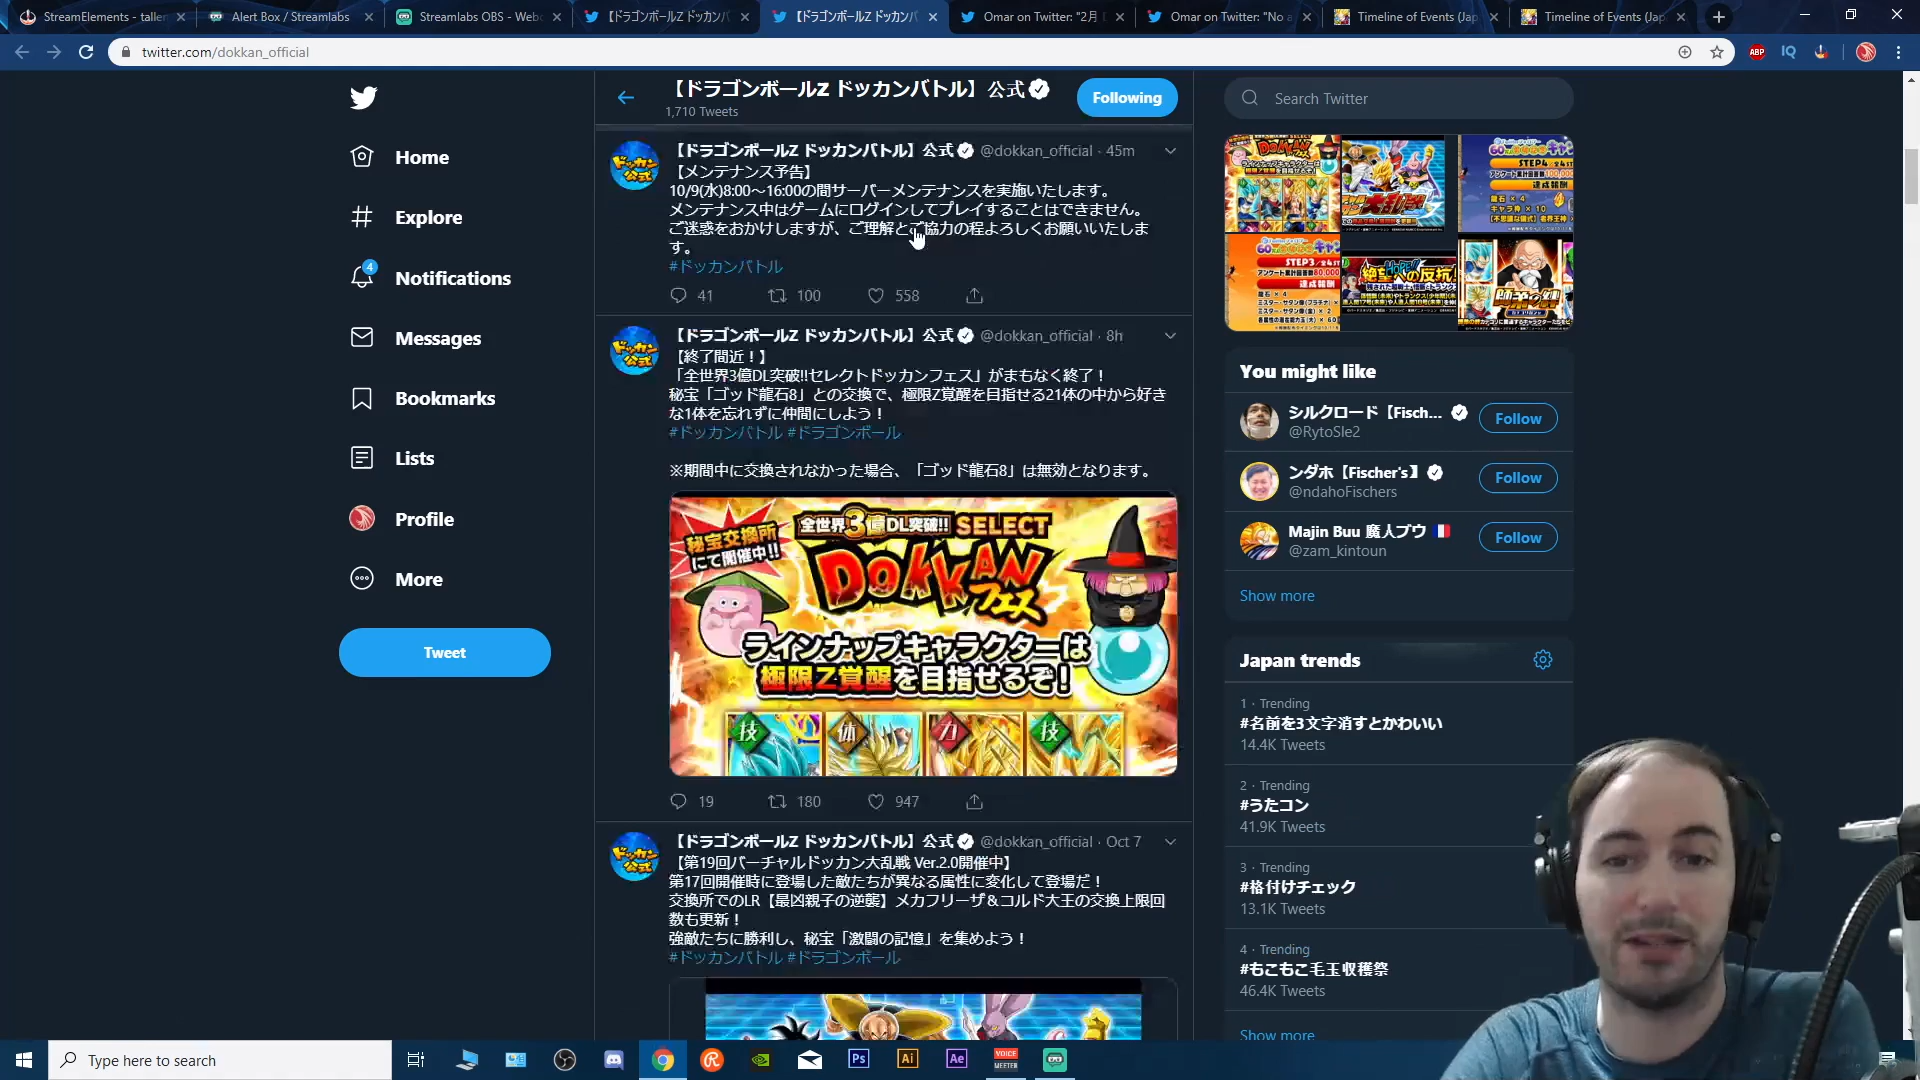 StreamElements - taller
Alert Box / Streamlabs
Streamlabs OBS - Webc
【ドラゴンボールZ ドッカンバ
【ドラゴンボールZ ドッカンバ
Omar on Twitter: "2月
Omar on Twitter: "No a
Timeline of Events (Jap
Timeline of Events (Jap
twitter.com/dokkan_official
ABP
IQ
Home
Explore
4
Notifications
Messages
Bookmarks
Lists
Profile
More
Tweet
【ドラゴンボールZ ドッカンバトル】公式
1,710 Tweets
Following
【ドラゴンボールZ ドッカンバトル】公式 @dokkan_official · 45m
【メンテナンス予告】
10/9(水)8:00～16:00の間サーバーメンテナンスを実施いたします。
メンテナンス中はゲームにログインしてプレイすることはできません。
ご迷惑をおかけしますが、ご理解とご協力の程よろしくお願いいたしま
す。
#ドッカンバトル
41 100 558
【ドラゴンボールZ ドッカンバトル】公式 @dokkan_official · 8h
【終了間近！】
「全世界3億DL突破!!セレクトドッカンフェス」がまもなく終了！
秘宝「ゴッド龍石8」との交換で、極限Z覚醒を目指せる21体の中から好き
な1体を忘れずに仲間にしよう！
#ドッカンバトル #ドラゴンボール
※期間中に交換されなかった場合、「ゴッド龍石8」は無効となります。
秘宝交換所
にて開催中!!
全世界3億DL突破!! SELECT
DOKKAN
フェス
ラインナップキャラクターは
極限Z覚醒を目指せるぞ！
技 体 力 技
19 180 947
【ドラゴンボールZ ドッカンバトル】公式 @dokkan_official · Oct 7
【第19回バーチャルドッカン大乱戦 Ver.2.0開催中】
第17回開催時に登場した敵たちが異なる属性に変化して登場だ！
交換所でのLR【最凶親子の逆襲】メカフリーザ＆コルド大王の交換上限回
数も更新！
強敵たちに勝利し、秘宝「激闘の記憶」を集めよう！
#ドッカンバトル #ドラゴンボール
Search Twitter
You might like
シルクロード【Fisch...
@RytoSle2
Follow
ンダホ【Fischer's】
@ndahoFischers
Follow
Majin Buu 魔人ブウ
@zam_kintoun
Follow
Show more
Japan trends
1 · Trending
#名前を3文字消すとかわいい
14.4K Tweets
2 · Trending
#うたコン
41.9K Tweets
3 · Trending
#格付けチェック
13.1K Tweets
4 · Trending
#もこもこ毛玉収穫祭
46.4K Tweets
Show more
Type here to search
Ps
Ai
Ae
VOICE
MEETER